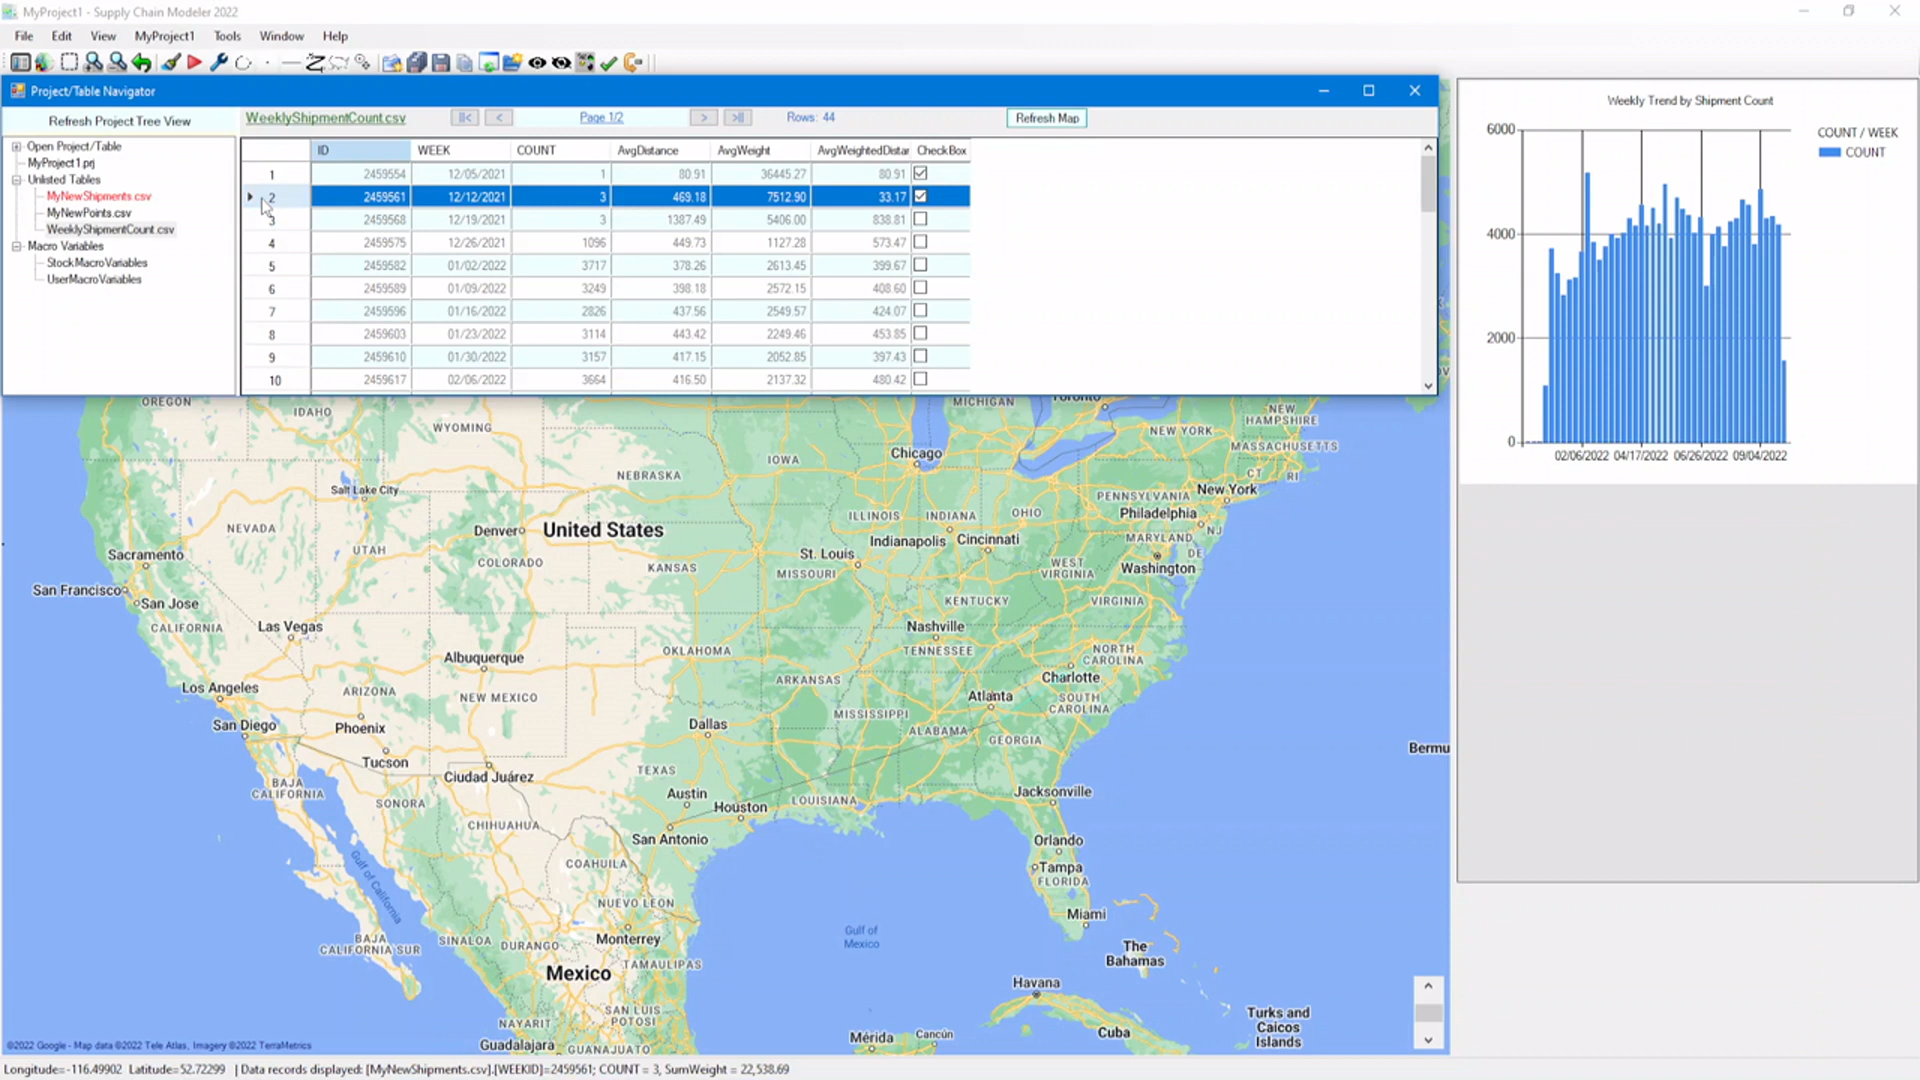 MyProject1 - Supply Chain Modeler 2022
File Edit View MyProject1 Tools Window Help
Project/Table Navigator
Refresh Project Tree View
WeeklyShipmentCount.csv |< < Page 1/2 > >| Rows: 44 Refresh Map
Open Project/Table
MyProject1.prj
Unlisted Tables
MyNewShipments.csv
MyNewPoints.csv
WeeklyShipmentCount.csv
Macro Variables
StockMacroVariables
UserMacroVariables
ID WEEK COUNT AvgDistance AvgWeight AvgWeightedDistar CheckBox
1 2459554 12/05/2021 1 80.91 36445.27 80.91
2 2459561 12/12/2021 3 469.18 7512.90 33.17
3 2459568 12/19/2021 3 1387.49 5406.00 838.81
4 2459575 12/26/2021 1096 449.73 1127.28 573.47
5 2459582 01/02/2022 3717 378.26 2613.45 399.67
6 2459589 01/09/2022 3249 398.18 2572.15 408.60
7 2459596 01/16/2022 2826 437.56 2549.57 424.07
8 2459603 01/23/2022 3114 443.42 2249.46 453.85
9 2459610 01/30/2022 3157 417.15 2052.85 397.43
10 2459617 02/06/2022 3664 416.50 2137.32 480.42
Weekly Trend by Shipment Count
COUNT / WEEK
COUNT
6000
4000
2000
0
02/06/2022 04/17/2022 06/26/2022 09/04/2022
OREGON
IDAHO
WYOMING
MICHIGAN
Toronto
NEW HAMPSHIRE
NEW YORK
MASSACHUSETTS
Chicago
IOWA
NEBRASKA
CT
RI
Salt Lake City
PENNSYLVANIA
New York
NEVADA
Denver
United States
ILLINOIS
INDIANA
OHIO
Philadelphia
NJ
MARYLAND
Indianapolis
Cincinnati
Sacramento
UTAH
COLORADO
KANSAS
St. Louis
MISSOURI
DE
WEST VIRGINIA
Washington
San Francisco
San Jose
KENTUCKY
VIRGINIA
CALIFORNIA
Las Vegas
Nashville
TENNESSEE
OKLAHOMA
Albuquerque
NORTH CAROLINA
Charlotte
Los Angeles
ARIZONA
NEW MEXICO
ARKANSAS
Atlanta
SOUTH CAROLINA
San Diego
Phoenix
Dallas
MISSISSIPPI
ALABAMA
GEORGIA
Bermu
Tucson
Ciudad Juárez
TEXAS
BAJA CALIFORNIA
SONORA
Austin
Houston
LOUISIANA
Jacksonville
CHIHUAHUA
San Antonio
Orlando
COAHUILA
Tampa
FLORIDA
Gulf of California
NUEVO LEON
Miami
Gulf of Mexico
BAJA CALIFORNIA SUR
SINALOA
DURANGO
Monterrey
The Bahamas
Mexico
TAMAULIPAS
Havana
SAN LUIS POTOSI
NAYARIT
Turks and Caicos Islands
Cuba
Mérida
Cancún
Guadalajara
GUANAJUATO
©2022 Google - Map data ©2022 Tele Atlas, Imagery ©2022 TerraMetrics
Longitude=-116.49902 Latitude=52.72299 | Data records displayed: [MyNewShipments.csv].[WEEKID]=2459561; COUNT = 3, SumWeight = 22,538.69